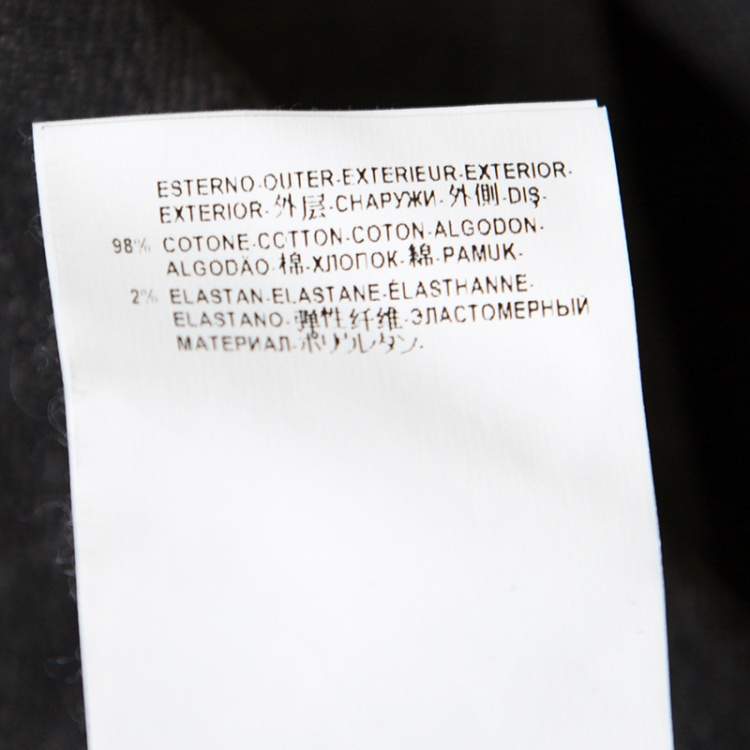 ESTERNO-OUTER-EXTERIEUR-EXTERIOR-
EXTERIOR-外层-СНАРУЖИ-外側-DIŞ-
98% COTONE-COTTON-COTON-ALGODON-
ALGODÃO-棉-ХЛОПОК-綿-PAMUK-
2% ELASTAN-ELASTANE-ÉLASTHANNE-
ELASTANO-弹性纤维-ЭЛАСТОМЕРНЫЙ
МАТЕРИАЛ-ポリウレタン-